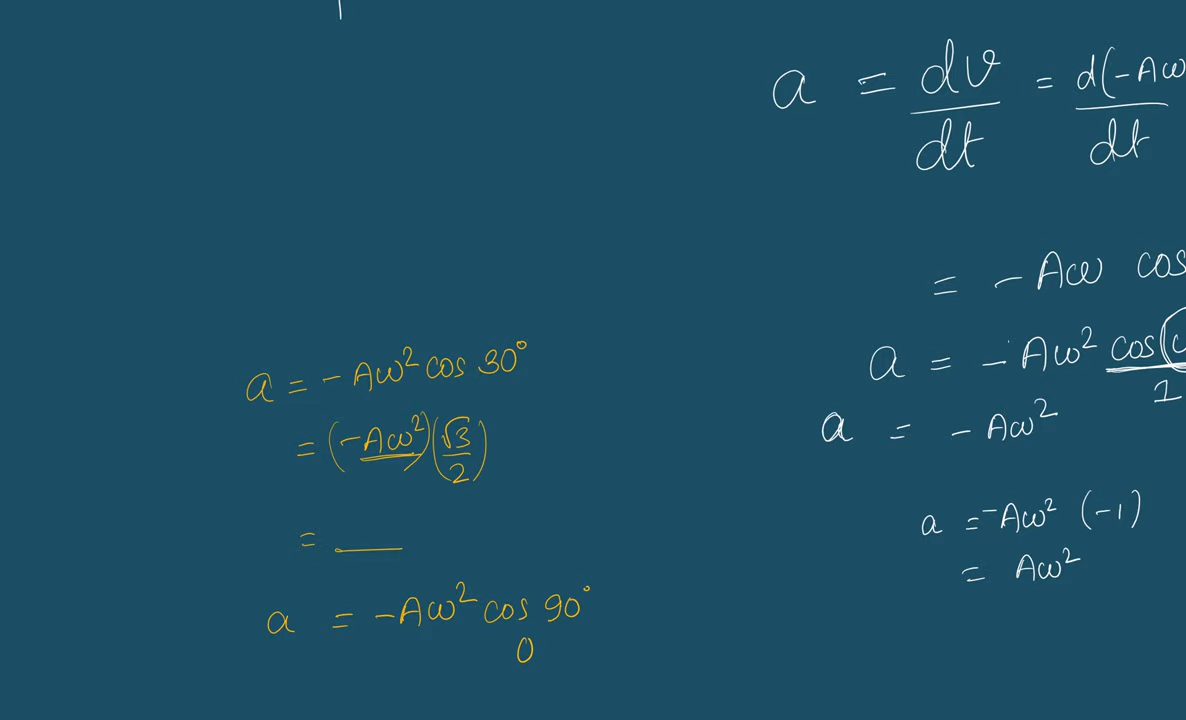 a = dv/dt = d(-Aω/dt
= - Aω cos
a = - Aω² cos(
1
a = - Aω²
a = -Aω² (-1)
= Aω²
a = - Aω² cos 30°
= (-Aω²)(√3/2)
= ___
a = -Aω² cos 90°
0